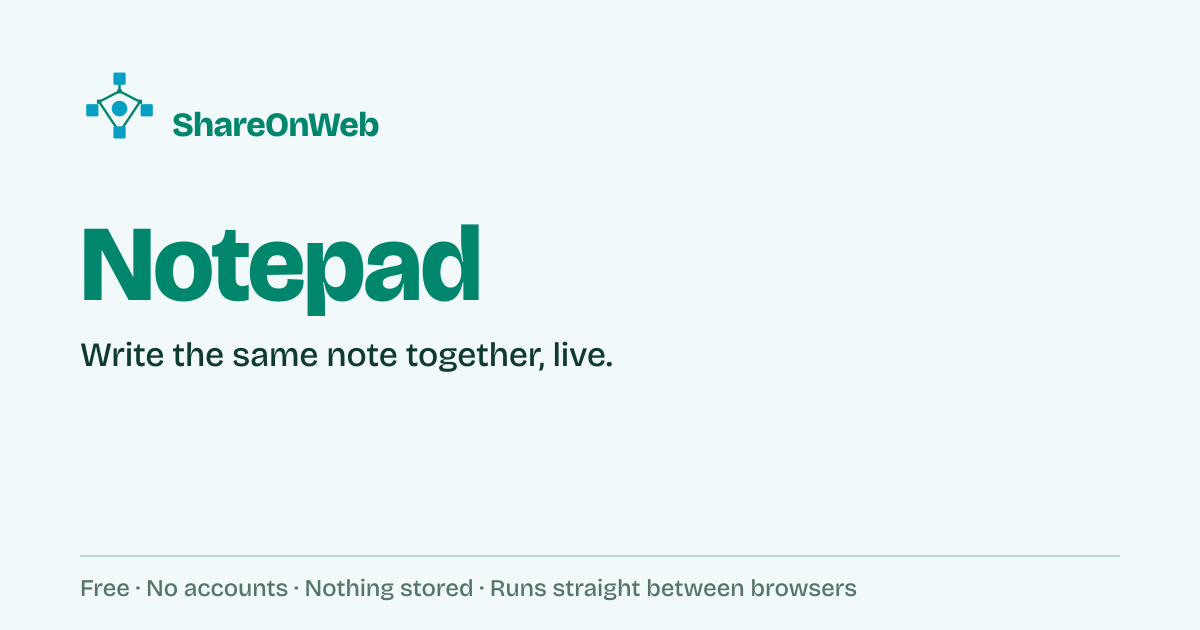 ShareOnWeb
Notepad
Write the same note together, live.
Free · No accounts · Nothing stored · Runs straight between browsers